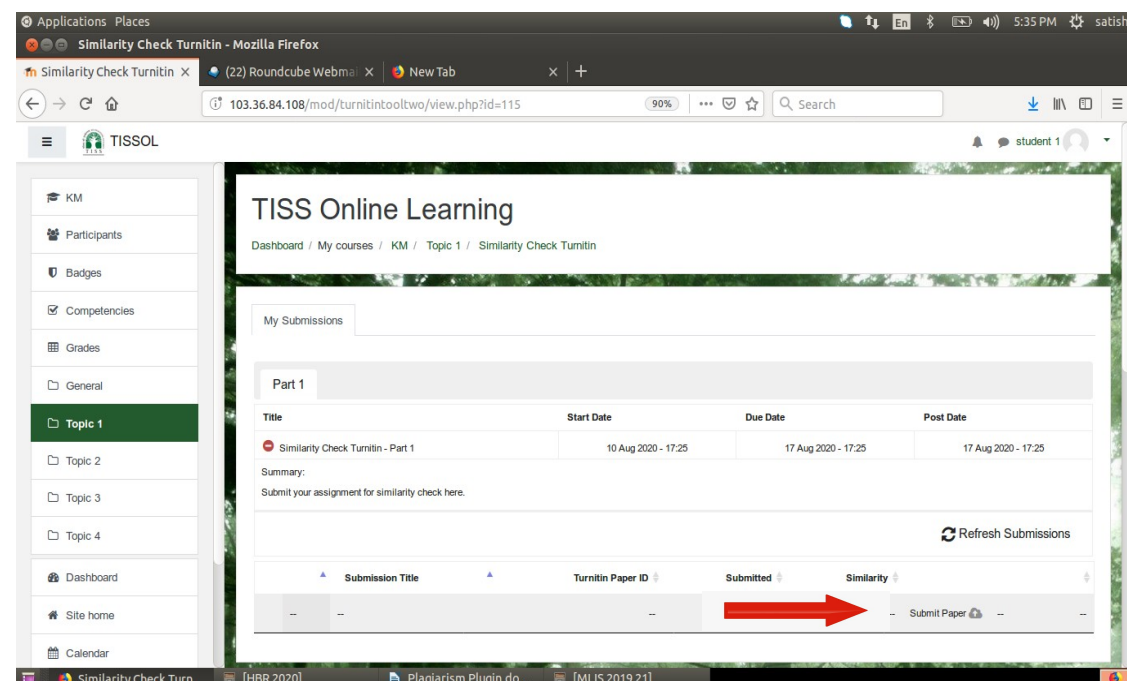 Applications Places
En 5:35 PM satish
Similarity Check Turnitin - Mozilla Firefox
Similarity Check Turnitin (22) Roundcube Webmai New Tab
103.36.84.108/mod/turnitintooltwo/view.php?id=115 90% Search
TISS TISSOL student 1
KM
Participants
Badges
Competencies
Grades
General
Topic 1
Topic 2
Topic 3
Topic 4
Dashboard
Site home
Calendar
TISS Online Learning
Dashboard / My courses / KM / Topic 1 / Similarity Check Turnitin
My Submissions
Part 1
Title Start Date Due Date Post Date
Similarity Check Turnitin - Part 1 10 Aug 2020 - 17:25 17 Aug 2020 - 17:25 17 Aug 2020 - 17:25
Summary:
Submit your assignment for similarity check here.
Refresh Submissions
Submission Title Turnitin Paper ID Submitted Similarity
-- -- -- -- Submit Paper -- --
Similarity Check Turn... [HBR 2020] Plagiarism Plugin.do... [MLIS 2019 21]